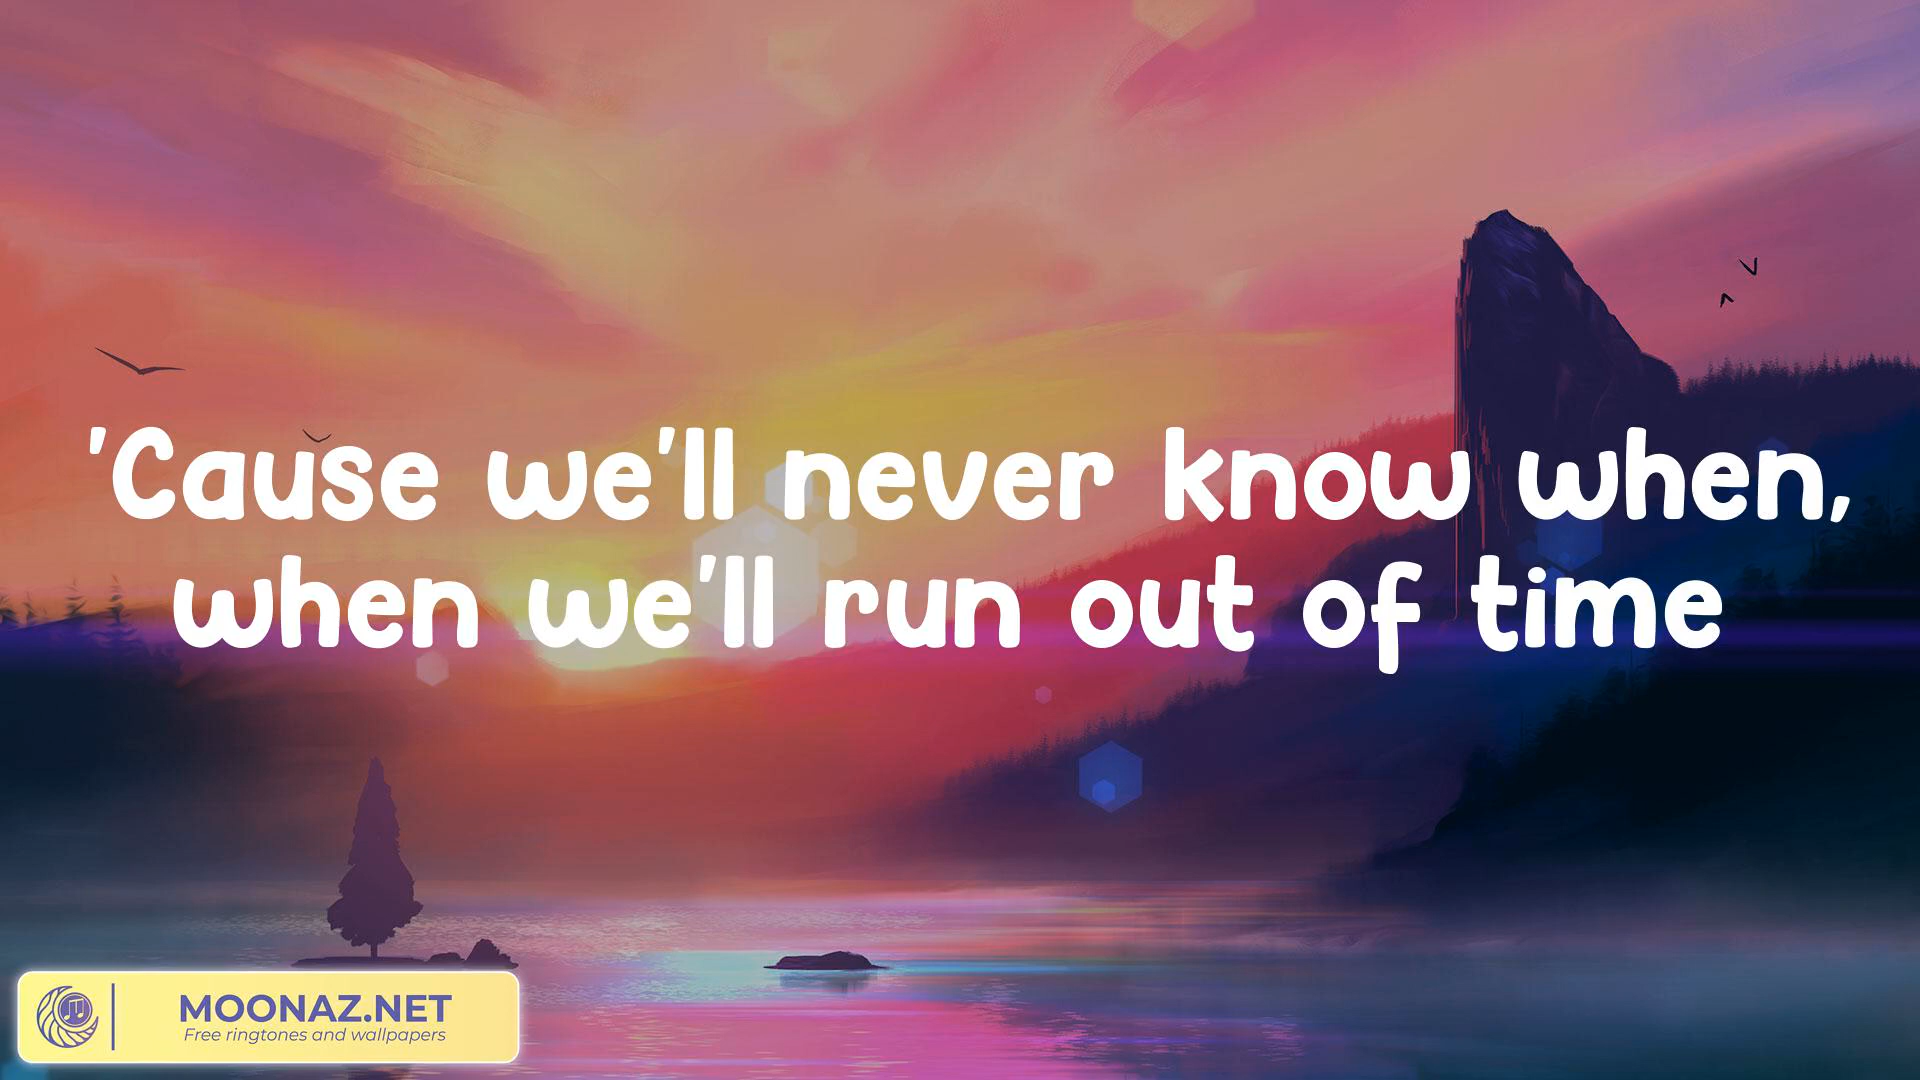 'Cause we'll never know when,
when we'll run out of time
MOONAZ.NET
Free ringtones and wallpapers